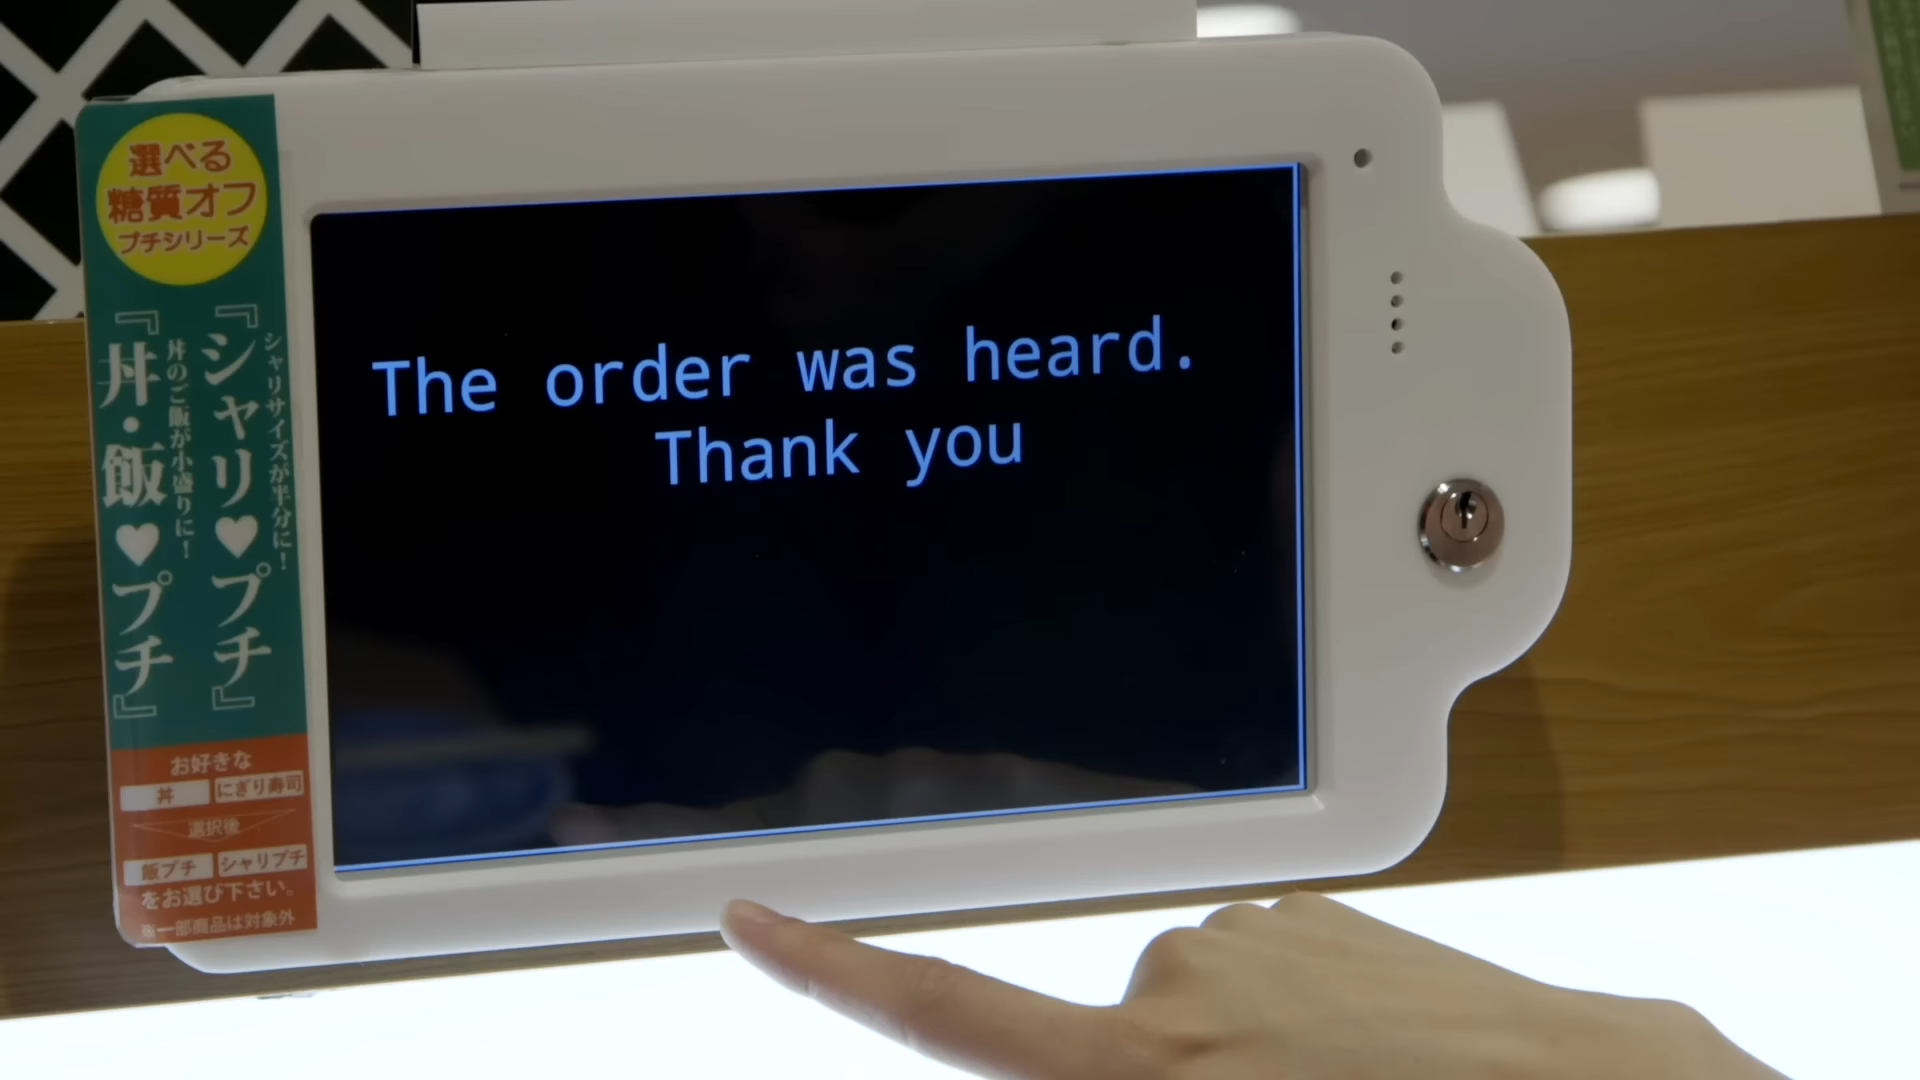 選べる
糖質オフ
プチシリーズ
シャリサイズが半分に!
『シャリ♥プチ』
丼のご飯が小盛りに!
『丼・飯♥プチ』
お好きな
丼 にぎり寿司
選択後
飯プチ シャリプチ
をお選び下さい。
※一部商品は対象外
The order was heard.
Thank you